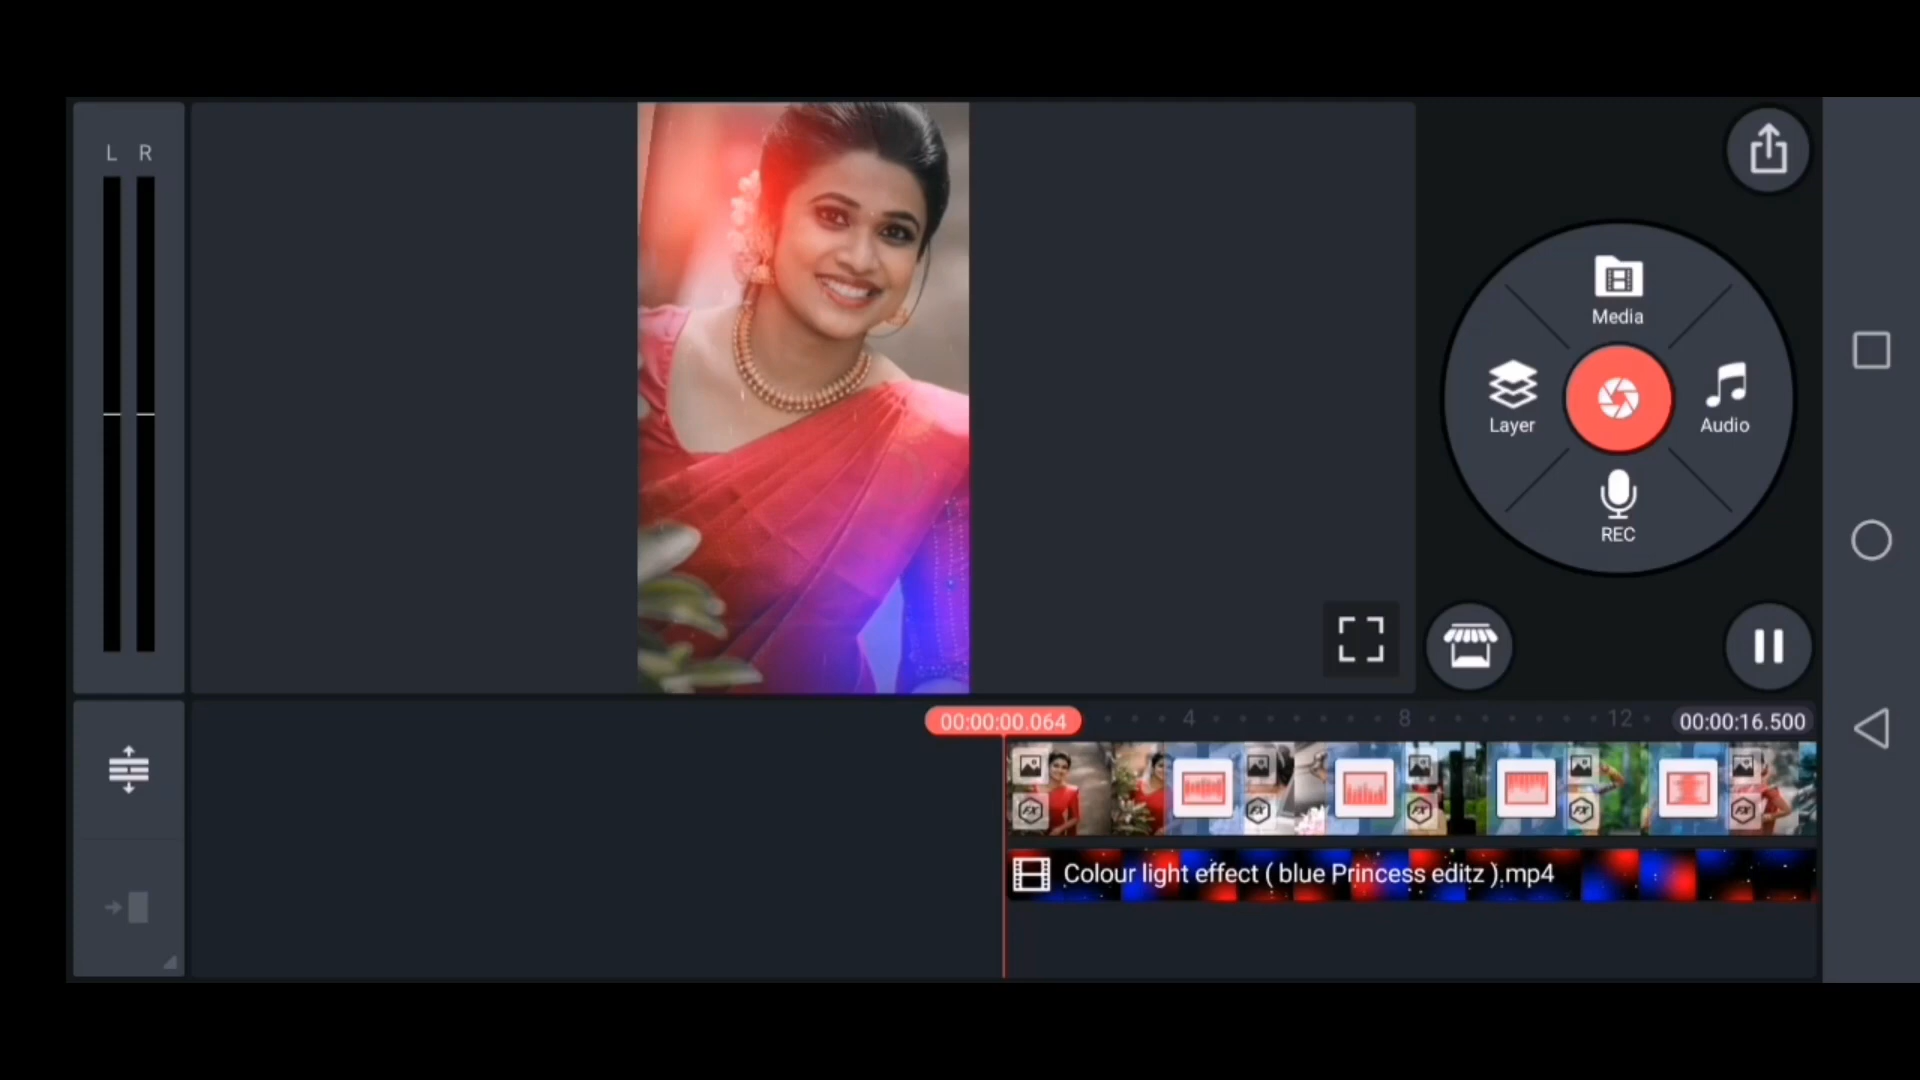 L R
Media
Layer
Audio
REC
00:00:00.064
4
8
12
00:00:16.500
Colour light effect ( blue Princess editz ).mp4